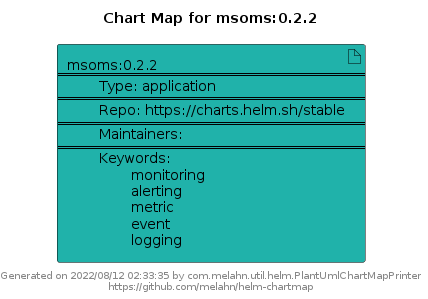 Chart Map for msoms:0.2.2
msoms:0.2.2
Type: application
Repo: https://charts.helm.sh/stable
Maintainers:
Keywords:
monitoring
alerting
metric
event
logging
Generated on 2022/08/12 02:33:35 by com.melahn.util.helm.PlantUmlChartMapPrinter
https://github.com/melahn/helm-chartmap